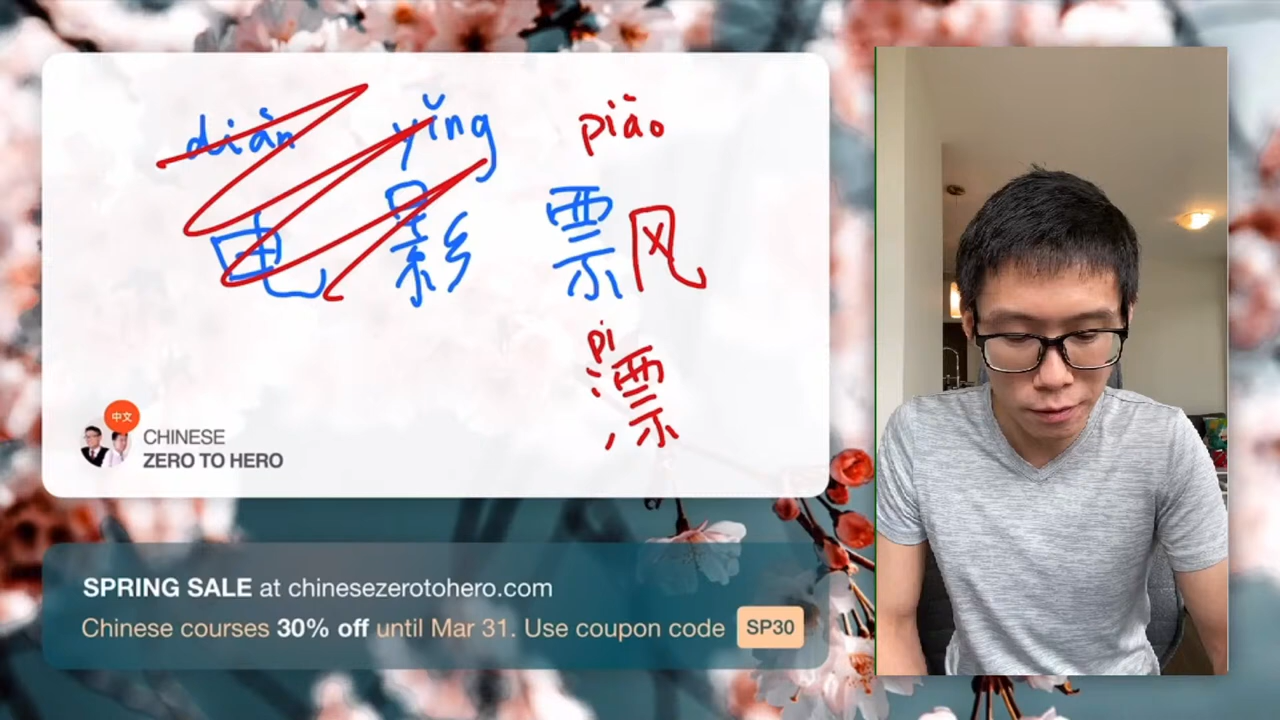 diàn yǐng piào
电 影 票风
pi
漂
中文
CHINESE
ZERO TO HERO
SPRING SALE at chinesezerotohero.com
Chinese courses 30% off until Mar 31. Use coupon code SP30